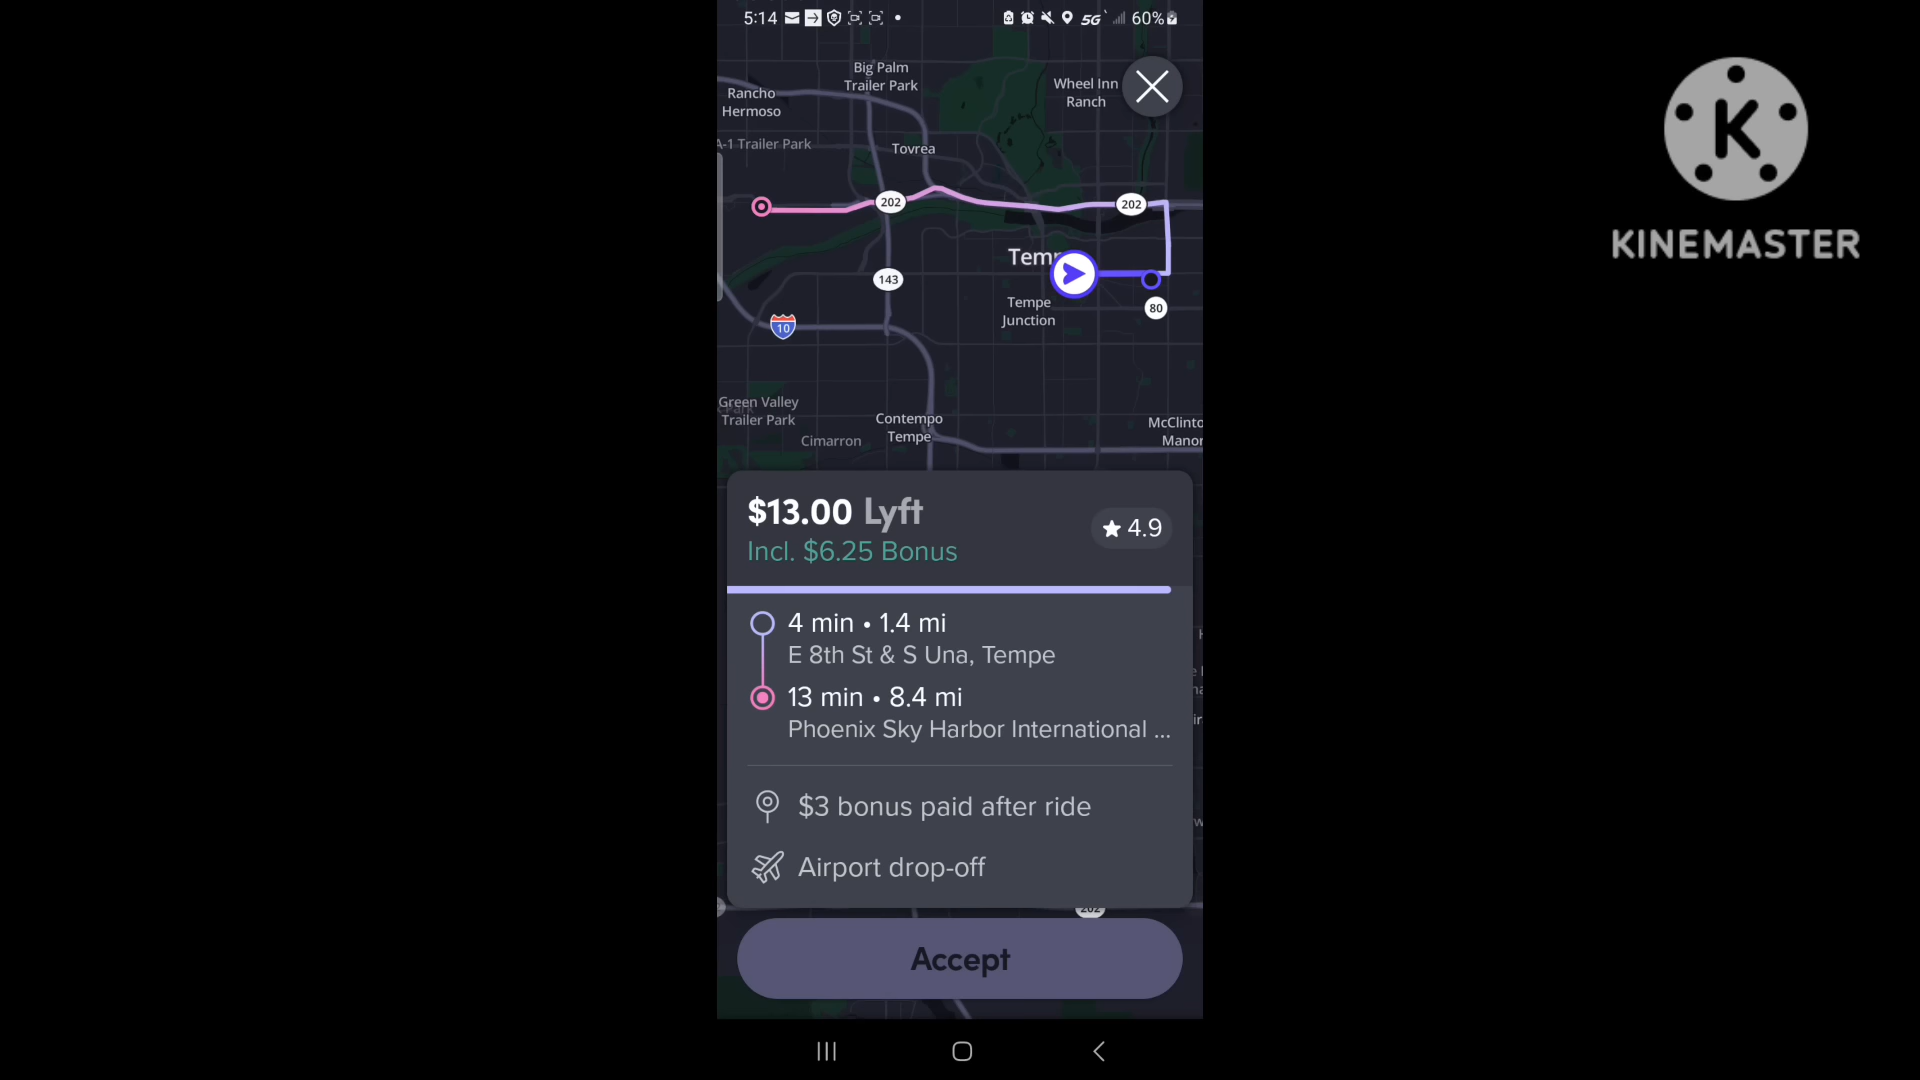 5:14
5G
60%
Big Palm
Trailer Park
Wheel Inn
Ranch
Rancho
Hermoso
A-1 Trailer Park
Tovrea
202
202
Temp
143
Tempe
Junction
80
10
Green Valley
Trailer Park
Contempo
Tempe
Cimarron
McClinto
Manor
$13.00 Lyft
4.9
Incl. $6.25 Bonus
4 min • 1.4 mi
E 8th St & S Una, Tempe
13 min • 8.4 mi
Phoenix Sky Harbor International ...
$3 bonus paid after ride
Airport drop-off
202
Accept
K
KINEMASTER